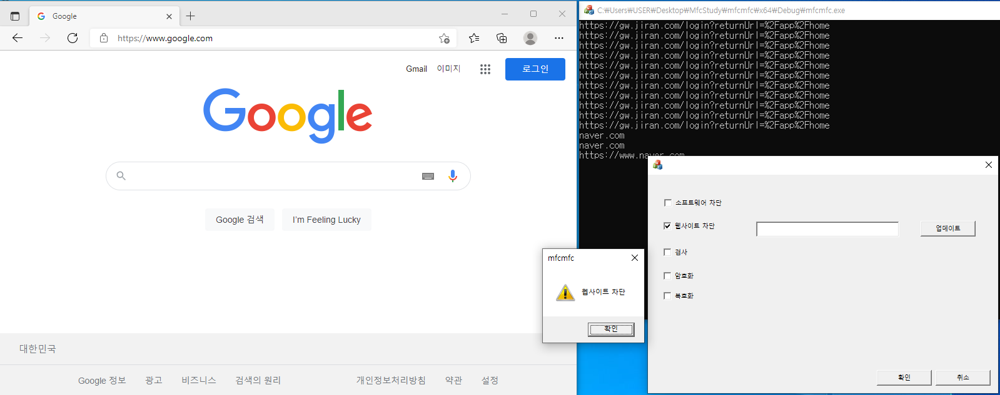 Google
https://www.google.com
Gmail 이미지
로그인
Google
Google 검색
I'm Feeling Lucky
대한민국
Google 정보 광고 비즈니스 검색의 원리 개인정보처리방침 약관 설정
C:₩Users₩USER₩Desktop₩MfcStudy₩mfcmfc₩x64₩Debug₩mfcmfc.exe
https://gw.jiran.com/login?returnUrl=%2Fapp%2Fhome
https://gw.jiran.com/login?returnUrl=%2Fapp%2Fhome
https://gw.jiran.com/login?returnUrl=%2Fapp%2Fhome
https://gw.jiran.com/login?returnUrl=%2Fapp%2Fhome
https://gw.jiran.com/login?returnUrl=%2Fapp%2Fhome
https://gw.jiran.com/login?returnUrl=%2Fapp%2Fhome
https://gw.jiran.com/login?returnUrl=%2Fapp%2Fhome
https://gw.jiran.com/login?returnUrl=%2Fapp%2Fhome
https://gw.jiran.com/login?returnUrl=%2Fapp%2Fhome
https://gw.jiran.com/login?returnUrl=%2Fapp%2Fhome
https://gw.jiran.com/login?returnUrl=%2Fapp%2Fhome
naver.com
naver.com
https://www.naver.com
소프트웨어 차단
웹사이트 차단
업데이트
검사
암호화
복호화
확인
취소
mfcmfc
웹사이트 차단
확인